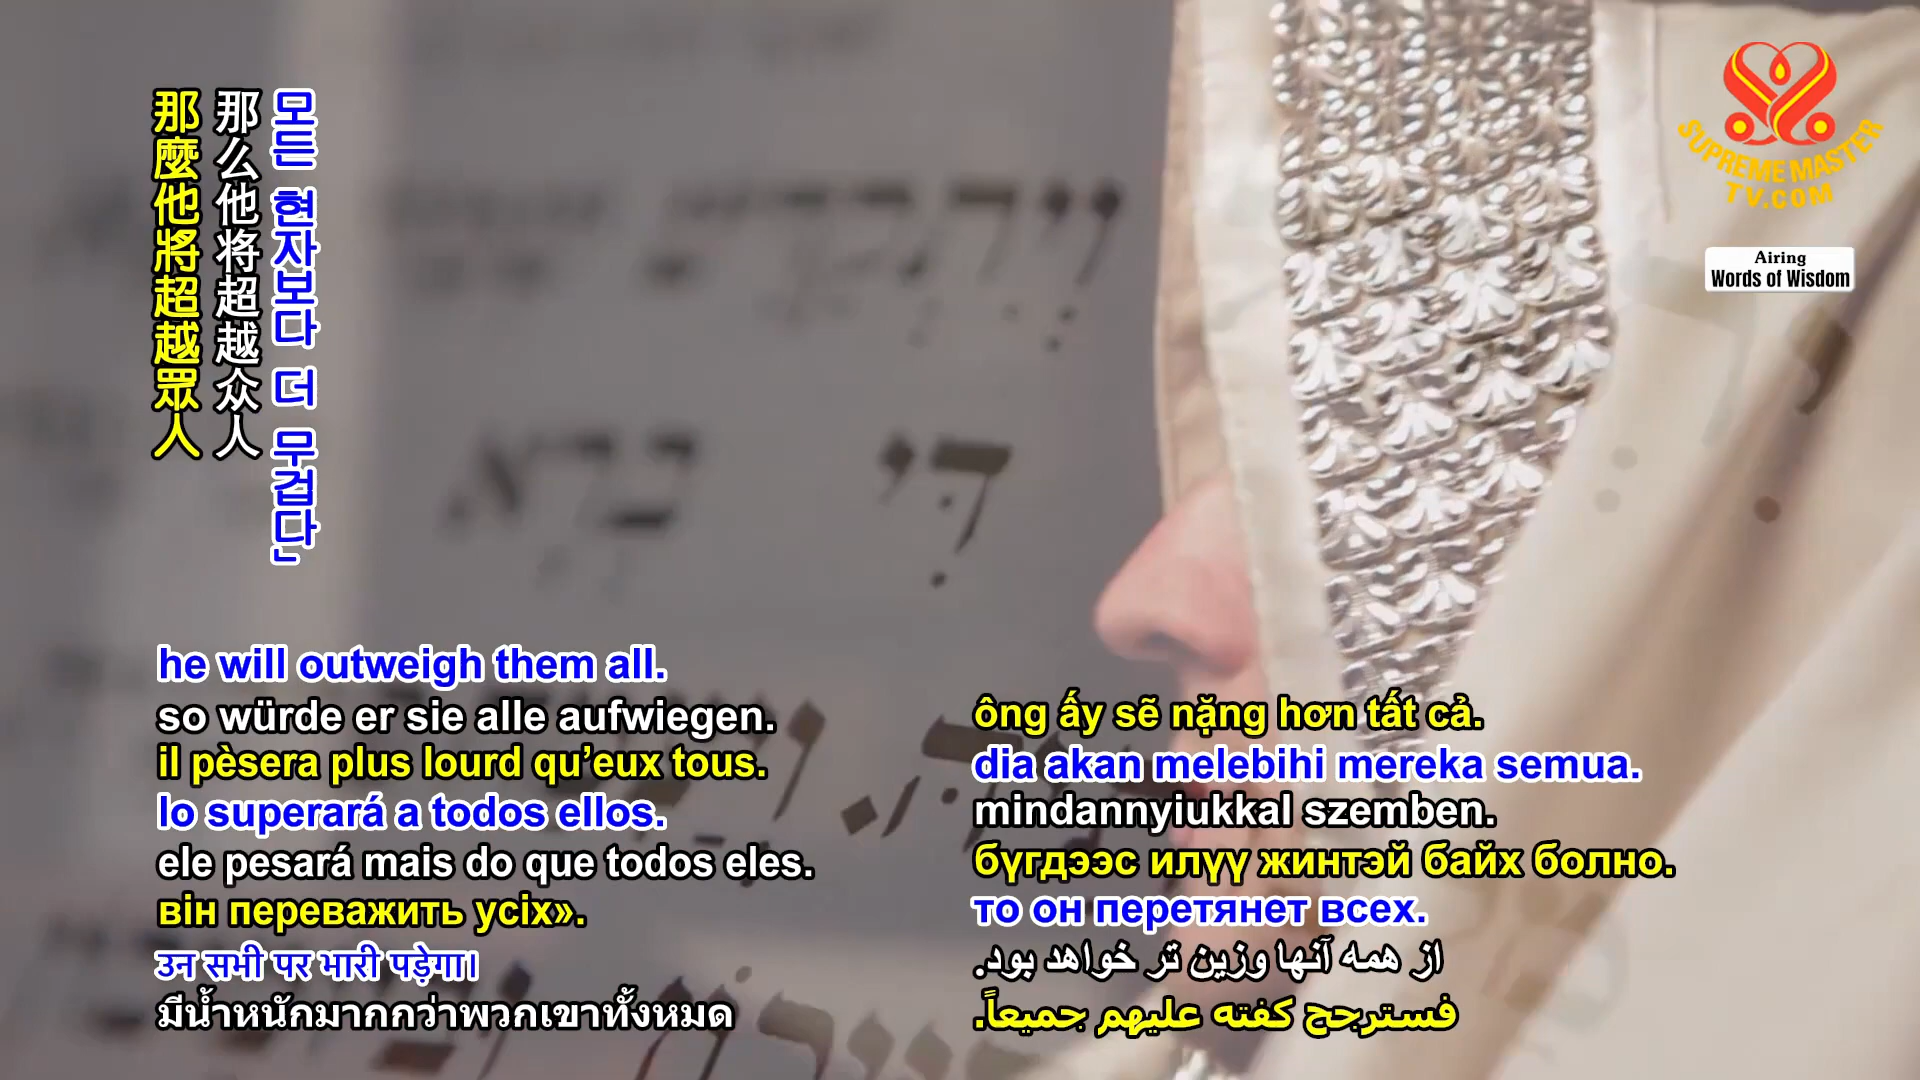 모든 현자보다 더 무겁다」
那么他将超越众人
那麼他將超越眾人
he will outweigh them all.
so würde er sie alle aufwiegen.
il pèsera plus lourd qu’eux tous.
lo superará a todos ellos.
ele pesará mais do que todos eles.
він переважить усіх».
उन सभी पर भारी पड़ेगा।
มีน้ำหนักมากกว่าพวกเขาทั้งหมด
ông ấy sẽ nặng hơn tất cả.
dia akan melebihi mereka semua.
mindannyiukkal szemben.
бүгдээс илүү жинтэй байх болно.
то он перетянет всех.
از همه آنها وزین تر خواهد بود.
فسترجح كفته عليهم جميعاً.
SUPREME MASTER
TV.COM
Airing
Words of Wisdom